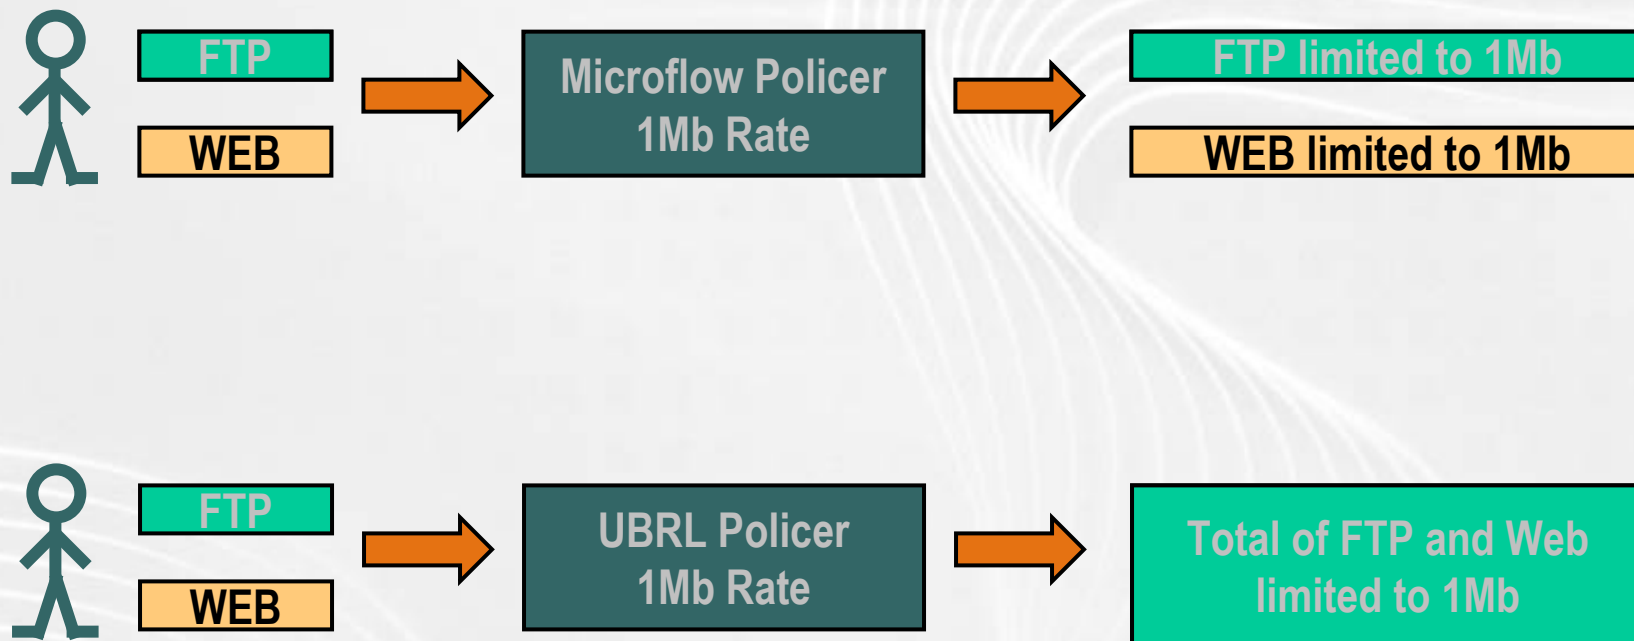 FTP
WEB
Microflow Policer
1Mb Rate
FTP limited to 1Mb
WEB limited to 1Mb
FTP
WEB
UBRL Policer
1Mb Rate
Total of FTP and Web
limited to 1Mb